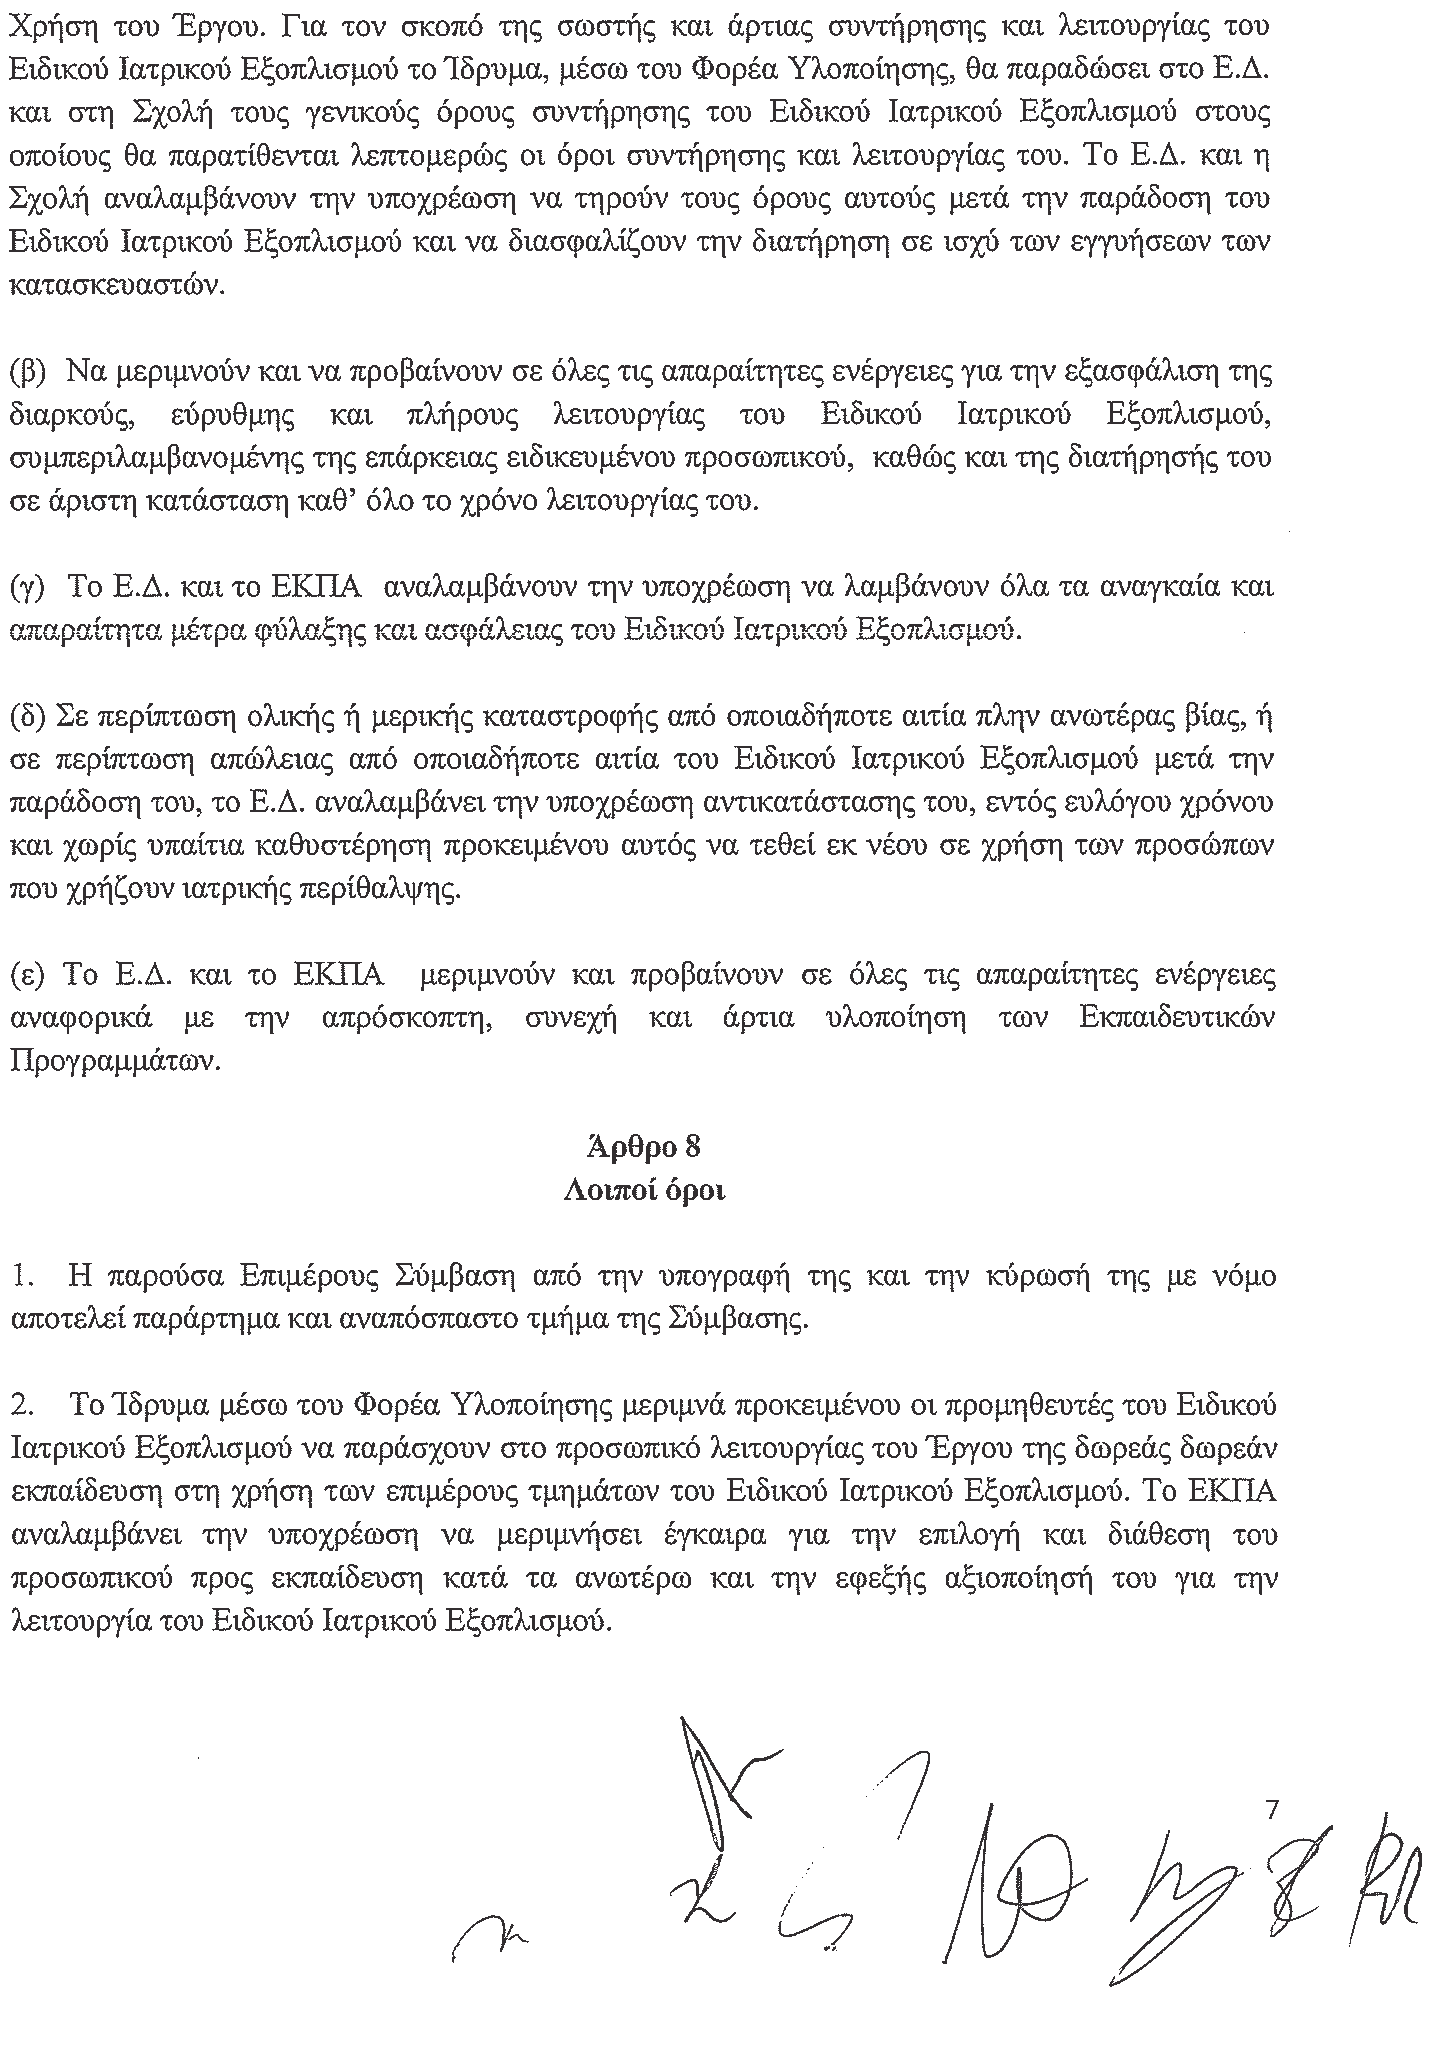 Χρήση του Έργου. Για τον σκοπό της σωστής και άρτιας συντήρησης και λειτουργίας του
Ειδικού Ιατρικού Εξοπλισμού το Ίδρυμα, μέσω του Φορέα Υλοποίησης, θα παραδώσει στο Ε.Δ.
και στη Σχολή τους γενικούς όρους συντήρησης του Ειδικού Ιατρικού Εξοπλισμού στους
οποίους θα παρατίθενται λεπτομερώς οι όροι συντήρησης και λειτουργίας του. Το Ε.Δ. και η
Σχολή αναλαμβάνουν την υποχρέωση να τηρούν τους όρους αυτούς μετά την παράδοση του
Ειδικού Ιατρικού Εξοπλισμού και να διασφαλίζουν την διατήρηση σε ισχύ των εγγυήσεων των
κατασκευαστών.
(β) Να μεριμνούν και να προβαίνουν σε όλες τις απαραίτητες ενέργειες για την εξασφάλιση της
διαρκούς, εύρυθμης και πλήρους λειτουργίας του Ειδικού Ιατρικού Εξοπλισμού,
συμπεριλαμβανομένης της επάρκειας ειδικευμένου προσωπικού, καθώς και της διατήρησής του
σε άριστη κατάσταση καθ’ όλο το χρόνο λειτουργίας του.
(γ) Το Ε.Δ. και το ΕΚΠΑ αναλαμβάνουν την υποχρέωση να λαμβάνουν όλα τα αναγκαία και
απαραίτητα μέτρα φύλαξης και ασφάλειας του Ειδικού Ιατρικού Εξοπλισμού.
(δ) Σε περίπτωση ολικής ή μερικής καταστροφής από οποιαδήποτε αιτία πλην ανωτέρας βίας, ή
σε περίπτωση απώλειας από οποιαδήποτε αιτία του Ειδικού Ιατρικού Εξοπλισμού μετά την
παράδοση του, το Ε.Δ. αναλαμβάνει την υποχρέωση αντικατάστασης του, εντός ευλόγου χρόνου
και χωρίς υπαίτια καθυστέρηση προκειμένου αυτός να τεθεί εκ νέου σε χρήση των προσώπων
που χρήζουν ιατρικής περίθαλψης.
(ε) Το Ε.Δ. και το ΕΚΠΑ μεριμνούν και προβαίνουν σε όλες τις απαραίτητες ενέργειες
αναφορικά με την απρόσκοπτη, συνεχή και άρτια υλοποίηση των Εκπαιδευτικών
Προγραμμάτων.
Άρθρο 8
Λοιποί όροι
1. Η παρούσα Επιμέρους Σύμβαση από την υπογραφή της και την κύρωσή της με νόμο
αποτελεί παράρτημα και αναπόσπαστο τμήμα της Σύμβασης.
2. Το Ίδρυμα μέσω του Φορέα Υλοποίησης μεριμνά προκειμένου οι προμηθευτές του Ειδικού
Ιατρικού Εξοπλισμού να παράσχουν στο προσωπικό λειτουργίας του Έργου της δωρεάς δωρεάν
εκπαίδευση στη χρήση των επιμέρους τμημάτων του Ειδικού Ιατρικού Εξοπλισμού. Το ΕΚΠΑ
αναλαμβάνει την υποχρέωση να μεριμνήσει έγκαιρα για την επιλογή και διάθεση του
προσωπικού προς εκπαίδευση κατά τα ανωτέρω και την εφεξής αξιοποίησή του για την
λειτουργία του Ειδικού Ιατρικού Εξοπλισμού.
7